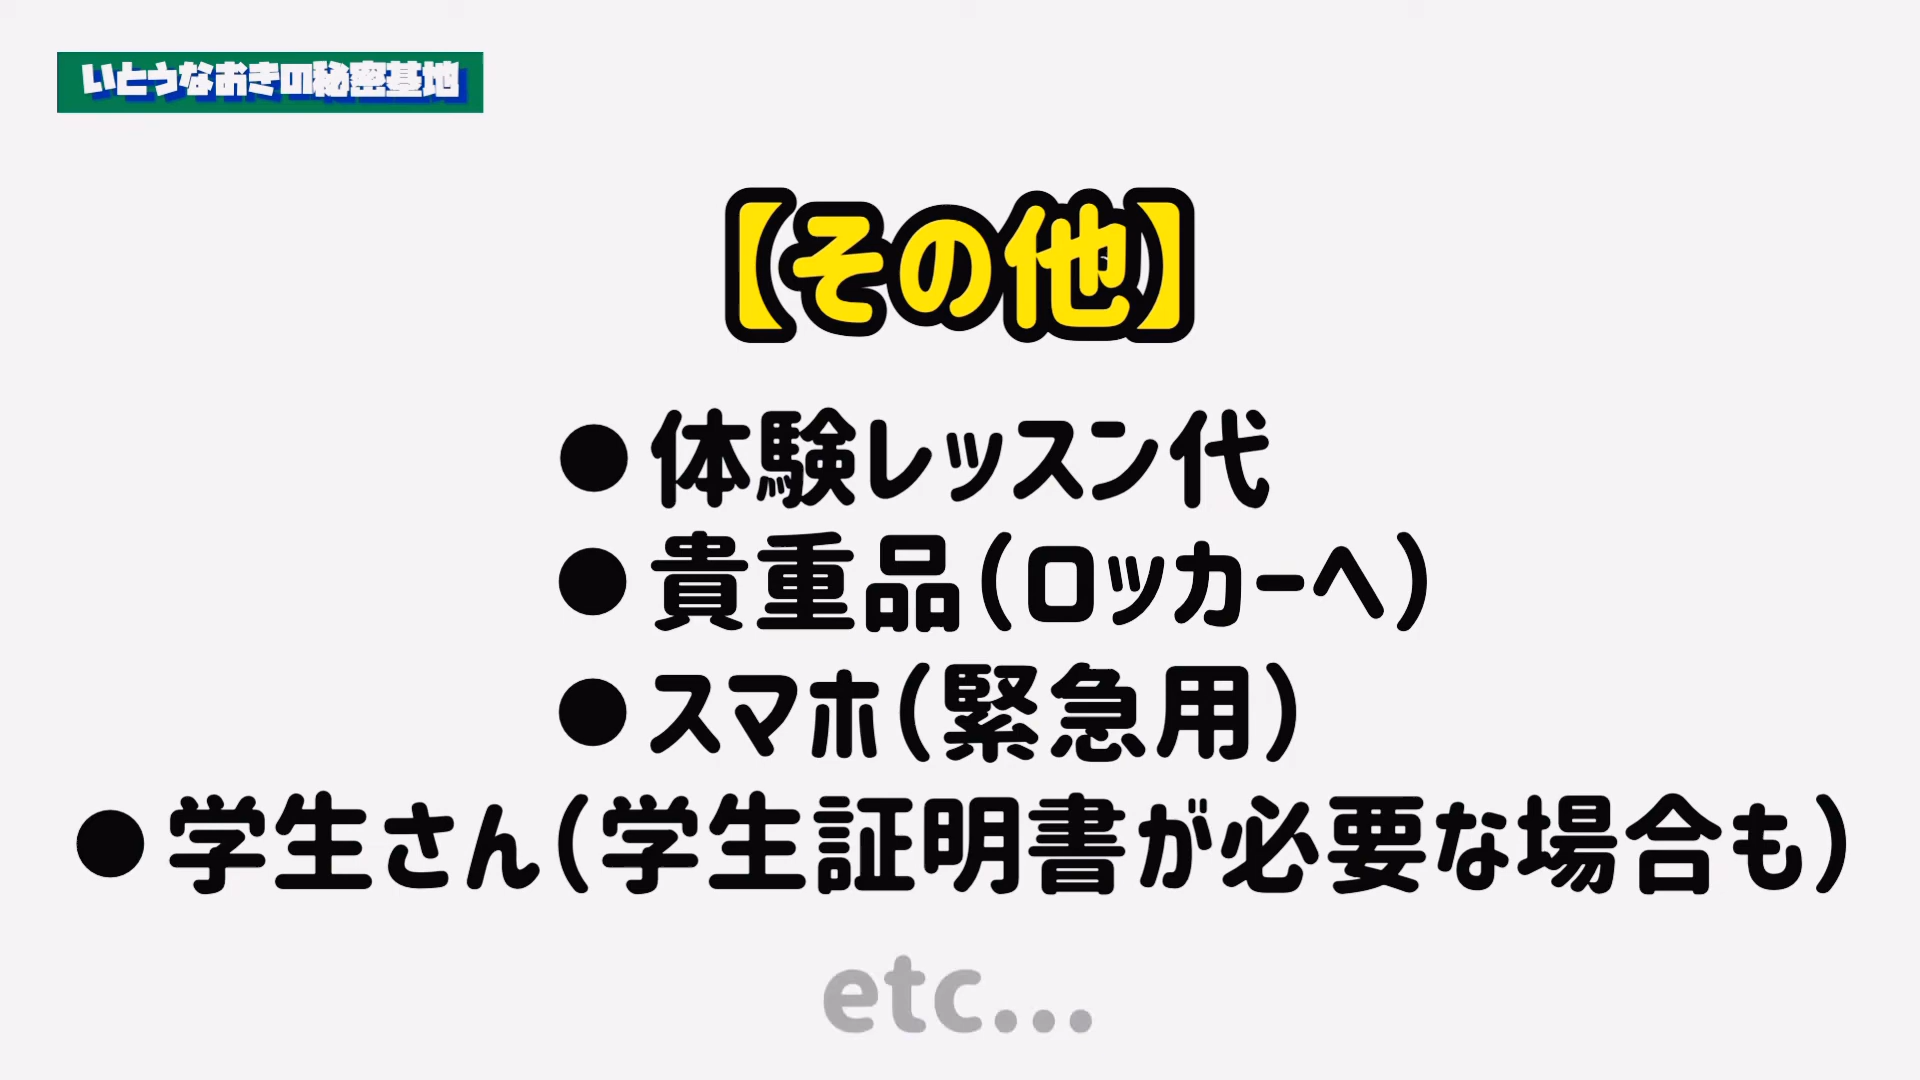 いとうなおきの秘密基地
【その他】
●体験レッスン代
●貴重品(ロッカーへ)
●スマホ(緊急用)
●学生さん(学生証明書が必要な場合も)
etc...